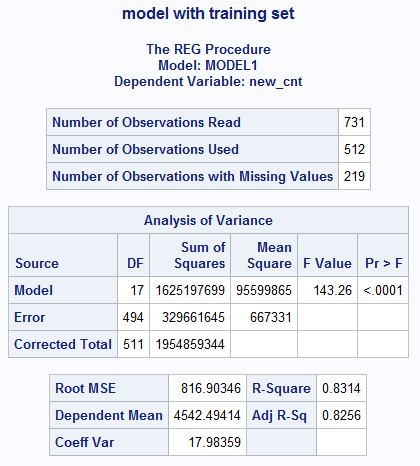 model with training set
The REG Procedure
Model: MODEL1
Dependent Variable: new_cnt
Number of Observations Read 731
Number of Observations Used 512
Number of Observations with Missing Values 219
Analysis of Variance
Source DF Sum of Squares Mean Square F Value Pr > F
Model 17 1625197699 95599865 143.26 <.0001
Error 494 329661645 667331
Corrected Total 511 1954859344
Root MSE 816.90346 R-Square 0.8314
Dependent Mean 4542.49414 Adj R-Sq 0.8256
Coeff Var 17.98359